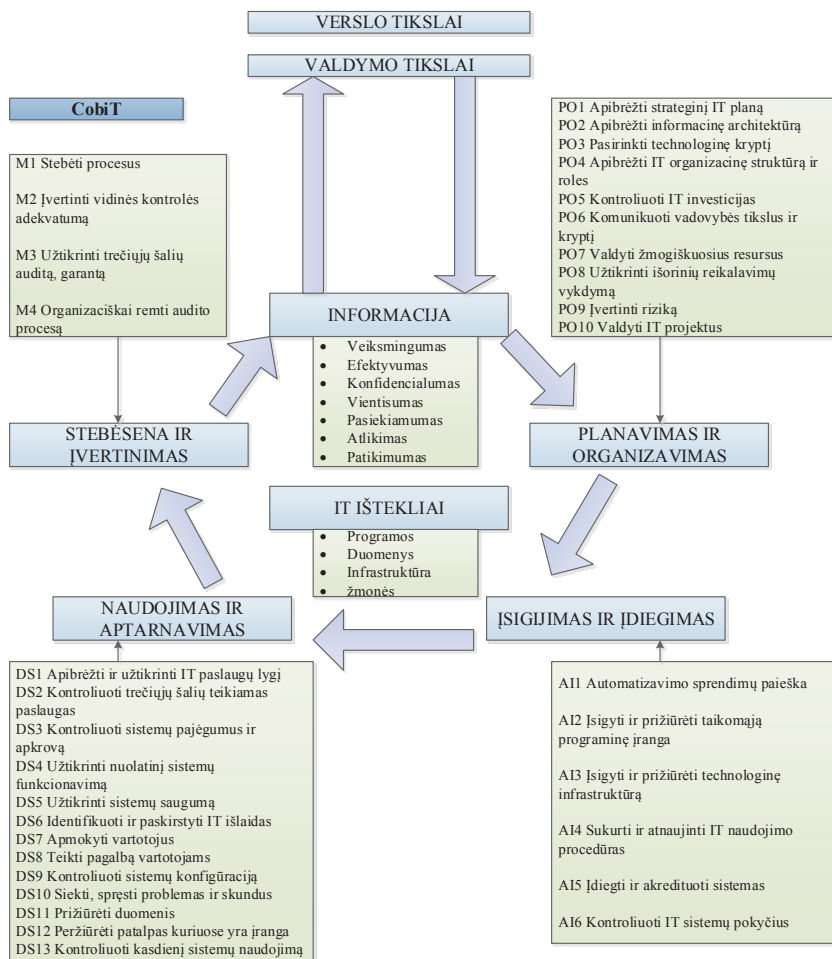 VERSLO TIKSLAI
VALDYMO TIKSLAI
CobiT
M1 Stebėti procesus
M2 Įvertinti vidinės kontrolės
adekvatumą
M3 Užtikrinti trečiųjų šalių
auditą, garantą
M4 Organizaciškai remti audito
procesą
PO1 Apibrėžti strateginį IT planą
PO2 Apibrėžti informacinę architektūrą
PO3 Pasirinkti technologinę kryptį
PO4 Apibrėžti IT organizacinę struktūrą ir
roles
PO5 Kontroliuoti IT investicijas
PO6 Komunikuoti vadovybės tikslus ir
kryptį
PO7 Valdyti žmogiškuosius resursus
PO8 Užtikrinti išorinių reikalavimų
vykdymą
PO9 Įvertinti riziką
PO10 Valdyti IT projektus
INFORMACIJA
• Veiksmingumas
• Efektyvumas
• Konfidencialumas
• Vientisumas
• Pasiekiamumas
• Atlikimas
• Patikimumas
STEBĖSENA IR
ĮVERTINIMAS
PLANAVIMAS IR
ORGANIZAVIMAS
IT IŠTEKLIAI
• Programos
• Duomenys
• Infrastruktūra
• žmonės
NAUDOJIMAS IR
APTARNAVIMAS
ĮSIGIJIMAS IR ĮDIEGIMAS
DS1 Apibrėžti ir užtikrinti IT paslaugų lygį
DS2 Kontroliuoti trečiųjų šalių teikiamas
paslaugas
DS3 Kontroliuoti sistemų pajėgumus ir
apkrovą
DS4 Užtikrinti nuolatinį sistemų
funkcionavimą
DS5 Užtikrinti sistemų saugumą
DS6 Identifikuoti ir paskirstyti IT išlaidas
DS7 Apmokyti vartotojus
DS8 Teikti pagalbą vartotojams
DS9 Kontroliuoti sistemų konfigūraciją
DS10 Siekti, spręsti problemas ir skundus
DS11 Prižiūrėti duomenis
DS12 Peržiūrėti patalpas kuriuose yra įranga
DS13 Kontroliuoti kasdienį sistemų naudojimą
AI1 Automatizavimo sprendimų paieška
AI2 Įsigyti ir prižiūrėti taikomąją
programinę įranga
AI3 Įsigyti ir prižiūrėti technologinę
infrastruktūrą
AI4 Sukurti ir atnaujinti IT naudojimo
procedūras
AI5 Įdiegti ir akredituoti sistemas
AI6 Kontroliuoti IT sistemų pokyčius